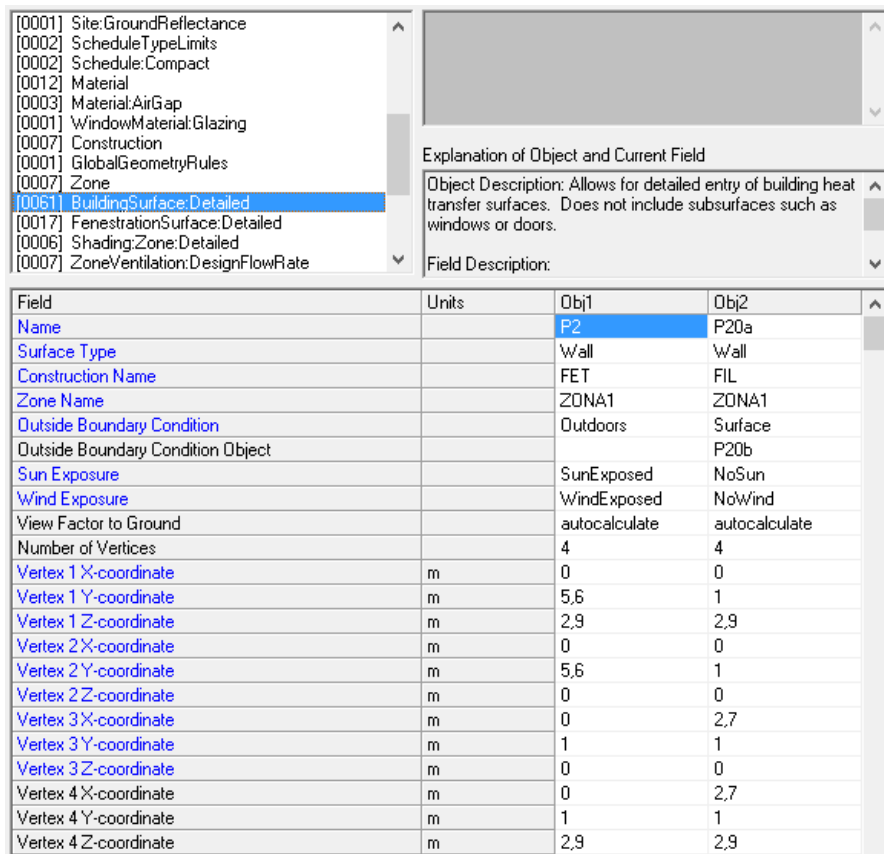 [0001] Site:GroundReflectance
[0002] ScheduleTypeLimits
[0002] Schedule:Compact
[0012] Material
[0003] Material:AirGap
[0001] WindowMaterial:Glazing
[0007] Construction
[0001] GlobalGeometryRules
[0007] Zone
[0061] BuildingSurface:Detailed
[0017] FenestrationSurface:Detailed
[0006] Shading:Zone:Detailed
[0007] ZoneVentilation:DesignFlowRate
Explanation of Object and Current Field
Object Description: Allows for detailed entry of building heat
transfer surfaces. Does not include subsurfaces such as
windows or doors.
Field Description:
Field Units Obj1 Obj2
Name P2 P20a
Surface Type Wall Wall
Construction Name FET FIL
Zone Name ZONA1 ZONA1
Outside Boundary Condition Outdoors Surface
Outside Boundary Condition Object P20b
Sun Exposure SunExposed NoSun
Wind Exposure WindExposed NoWind
View Factor to Ground autocalculate autocalculate
Number of Vertices 4 4
Vertex 1 X-coordinate m 0 0
Vertex 1 Y-coordinate m 5,6 1
Vertex 1 Z-coordinate m 2,9 2,9
Vertex 2 X-coordinate m 0 0
Vertex 2 Y-coordinate m 5,6 1
Vertex 2 Z-coordinate m 0 0
Vertex 3 X-coordinate m 0 2,7
Vertex 3 Y-coordinate m 1 1
Vertex 3 Z-coordinate m 0 0
Vertex 4 X-coordinate m 0 2,7
Vertex 4 Y-coordinate m 1 1
Vertex 4 Z-coordinate m 2,9 2,9